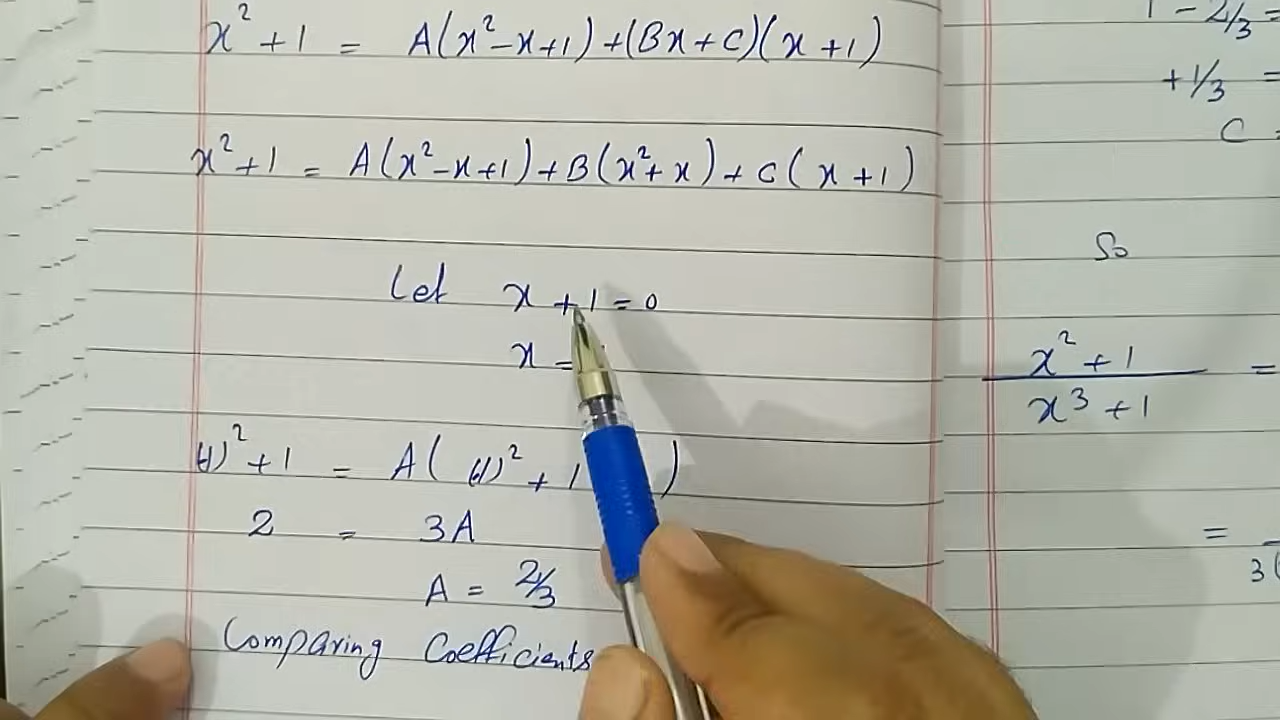 x² + 1 = A(x² - x + 1) + (Bx + C)(x + 1)
x² + 1 = A(x² - x + 1) + B(x² + x) + C(x + 1)
Let x + 1 = 0
x =
(-1)² + 1 = A( (-1)² + 1 )
2 = 3A
A = 2/3
Comparing Coefficients
1 - 2/3 =
+ 1/3 =
C =
So
x² + 1 / x³ + 1 =
=
3(